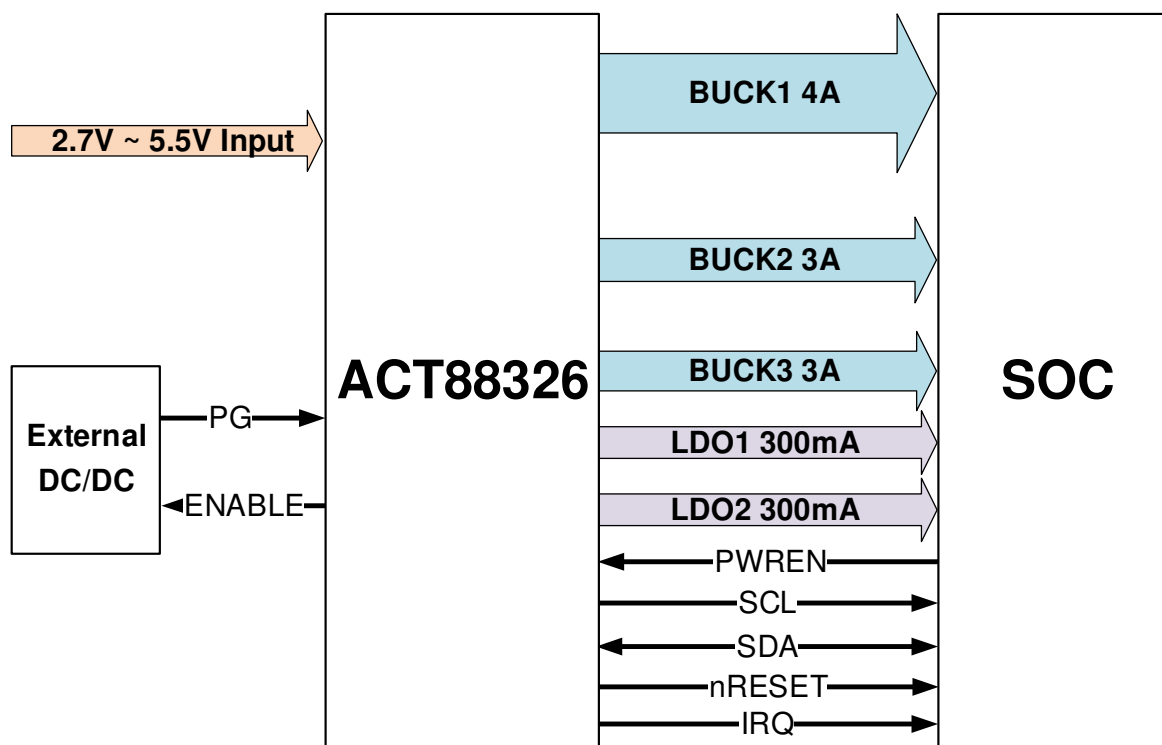 BUCK1 4A
2.7V ~ 5.5V Input
BUCK2 3A
ACT88326
BUCK3 3A
SOC
PG
External
DC/DC
LDO1 300mA
ENABLE
LDO2 300mA
PWREN
SCL
SDA
nRESET
IRQ